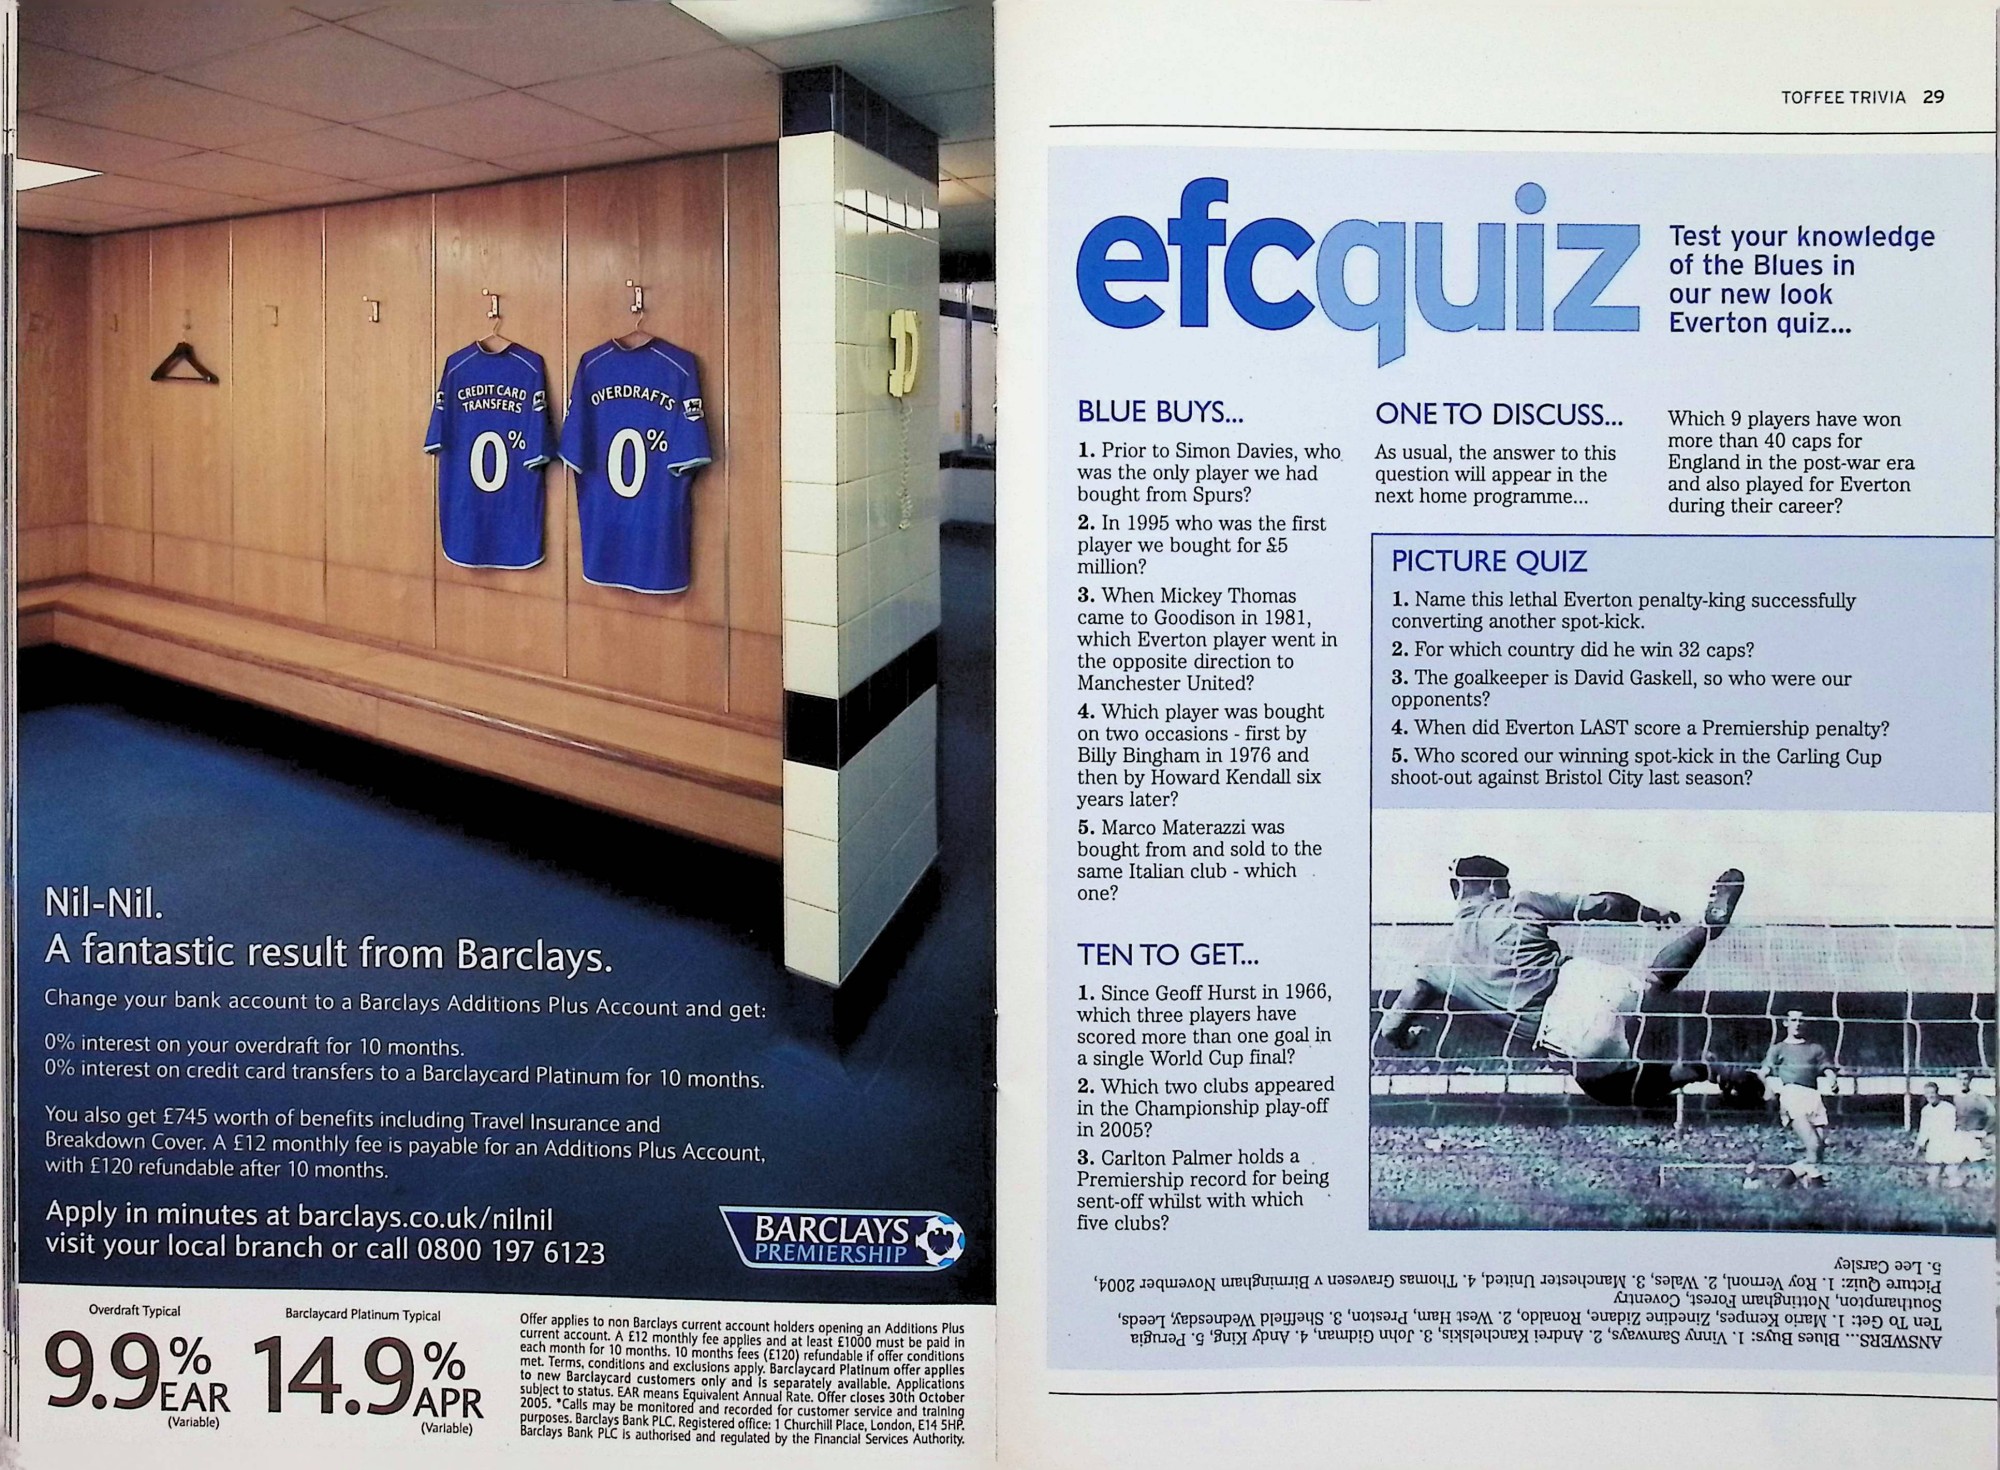 CREDIT CARD
TRANSFERS
0%
OVERDRAFTS
0%
Nil-Nil.
A fantastic result from Barclays.
Change your bank account to a Barclays Additions Plus Account and get:
0% interest on your overdraft for 10 months.
0% interest on credit card transfers to a Barclaycard Platinum for 10 months.
You also get £745 worth of benefits including Travel Insurance and
Breakdown Cover. A £12 monthly fee is payable for an Additions Plus Account,
with £120 refundable after 10 months.
Apply in minutes at barclays.co.uk/nilnil
visit your local branch or call 0800 197 6123
BARCLAYS
PREMIERSHIP
Overdraft Typical
9.9% EAR
(Variable)
Barclaycard Platinum Typical
14.9% APR
(Variable)
Offer applies to non Barclays current account holders opening an Additions Plus
current account. A £12 monthly fee applies and at least £1000 must be paid in
each month for 10 months. 10 months fees (£120) refundable if offer conditions
met. Terms, conditions and exclusions apply. Barclaycard Platinum offer applies
to new Barclaycard customers only and is separately available. Applications
subject to status. EAR means Equivalent Annual Rate. Offer closes 30th October
2005. *Calls may be monitored and recorded for customer service and training
purposes. Barclays Bank PLC. Registered office: 1 Churchill Place, London, E14 5HP.
Barclays Bank PLC is authorised and regulated by the Financial Services Authority.
TOFFEE TRIVIA 29
efcquiz
Test your knowledge
of the Blues in
our new look
Everton quiz...
BLUE BUYS...
1. Prior to Simon Davies, who
was the only player we had
bought from Spurs?
2. In 1995 who was the first
player we bought for £5
million?
3. When Mickey Thomas
came to Goodison in 1981,
which Everton player went in
the opposite direction to
Manchester United?
4. Which player was bought
on two occasions - first by
Billy Bingham in 1976 and
then by Howard Kendall six
years later?
5. Marco Materazzi was
bought from and sold to the
same Italian club - which
one?
TEN TO GET...
1. Since Geoff Hurst in 1966,
which three players have
scored more than one goal in
a single World Cup final?
2. Which two clubs appeared
in the Championship play-off
in 2005?
3. Carlton Palmer holds a
Premiership record for being
sent-off whilst with which
five clubs?
ONE TO DISCUSS...
As usual, the answer to this
question will appear in the
next home programme...
Which 9 players have won
more than 40 caps for
England in the post-war era
and also played for Everton
during their career?
PICTURE QUIZ
1. Name this lethal Everton penalty-king successfully
converting another spot-kick.
2. For which country did he win 32 caps?
3. The goalkeeper is David Gaskell, so who were our
opponents?
4. When did Everton LAST score a Premiership penalty?
5. Who scored our winning spot-kick in the Carling Cup
shoot-out against Bristol City last season?
ANSWERS... Blues Buys: 1. Vinny Samways, 2. Andrei Kanchelskis, 3. John Gidman, 4. Andy King, 5. Perugia
Ten To Get: 1. Mario Kempes, Zinedine Zidane, Ronaldo, 2. West Ham, Preston, 3. Sheffield Wednesday, Leeds,
Southampton, Nottingham Forest, Coventry
Picture Quiz: 1. Roy Vernonl, 2. Wales, 3. Manchester United, 4. Thomas Gravesen v Birmingham November 2004,
5. Lee Carsley